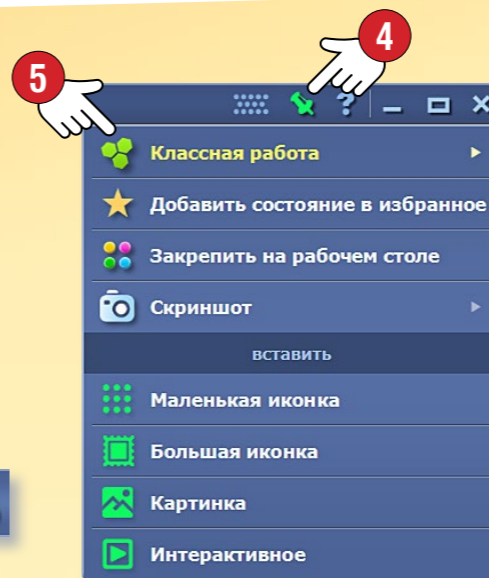 4
5
?
Классная работа
Добавить состояние в избранное
Закрепить на рабочем столе
Скриншот
вставить
Маленькая иконка
Большая иконка
Картинка
Интерактивное